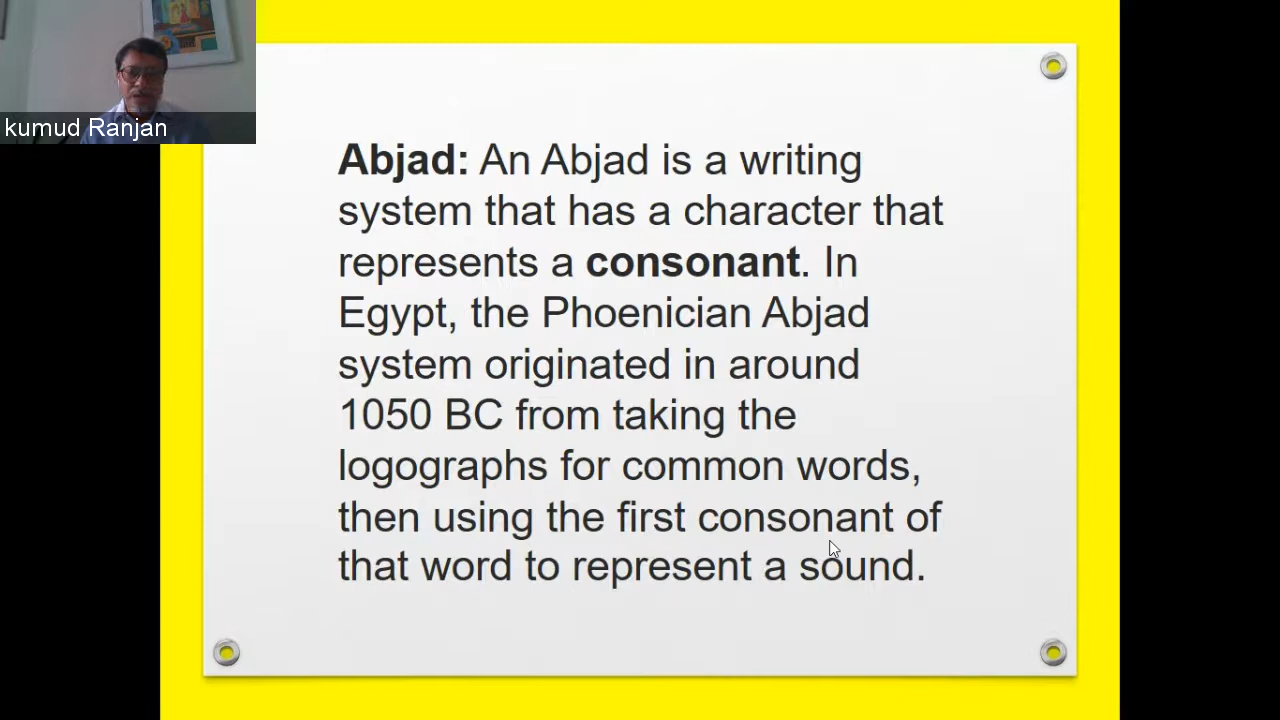 kumud Ranjan
Abjad: An Abjad is a writing
system that has a character that
represents a consonant. In
Egypt, the Phoenician Abjad
system originated in around
1050 BC from taking the
logographs for common words,
then using the first consonant of
that word to represent a sound.